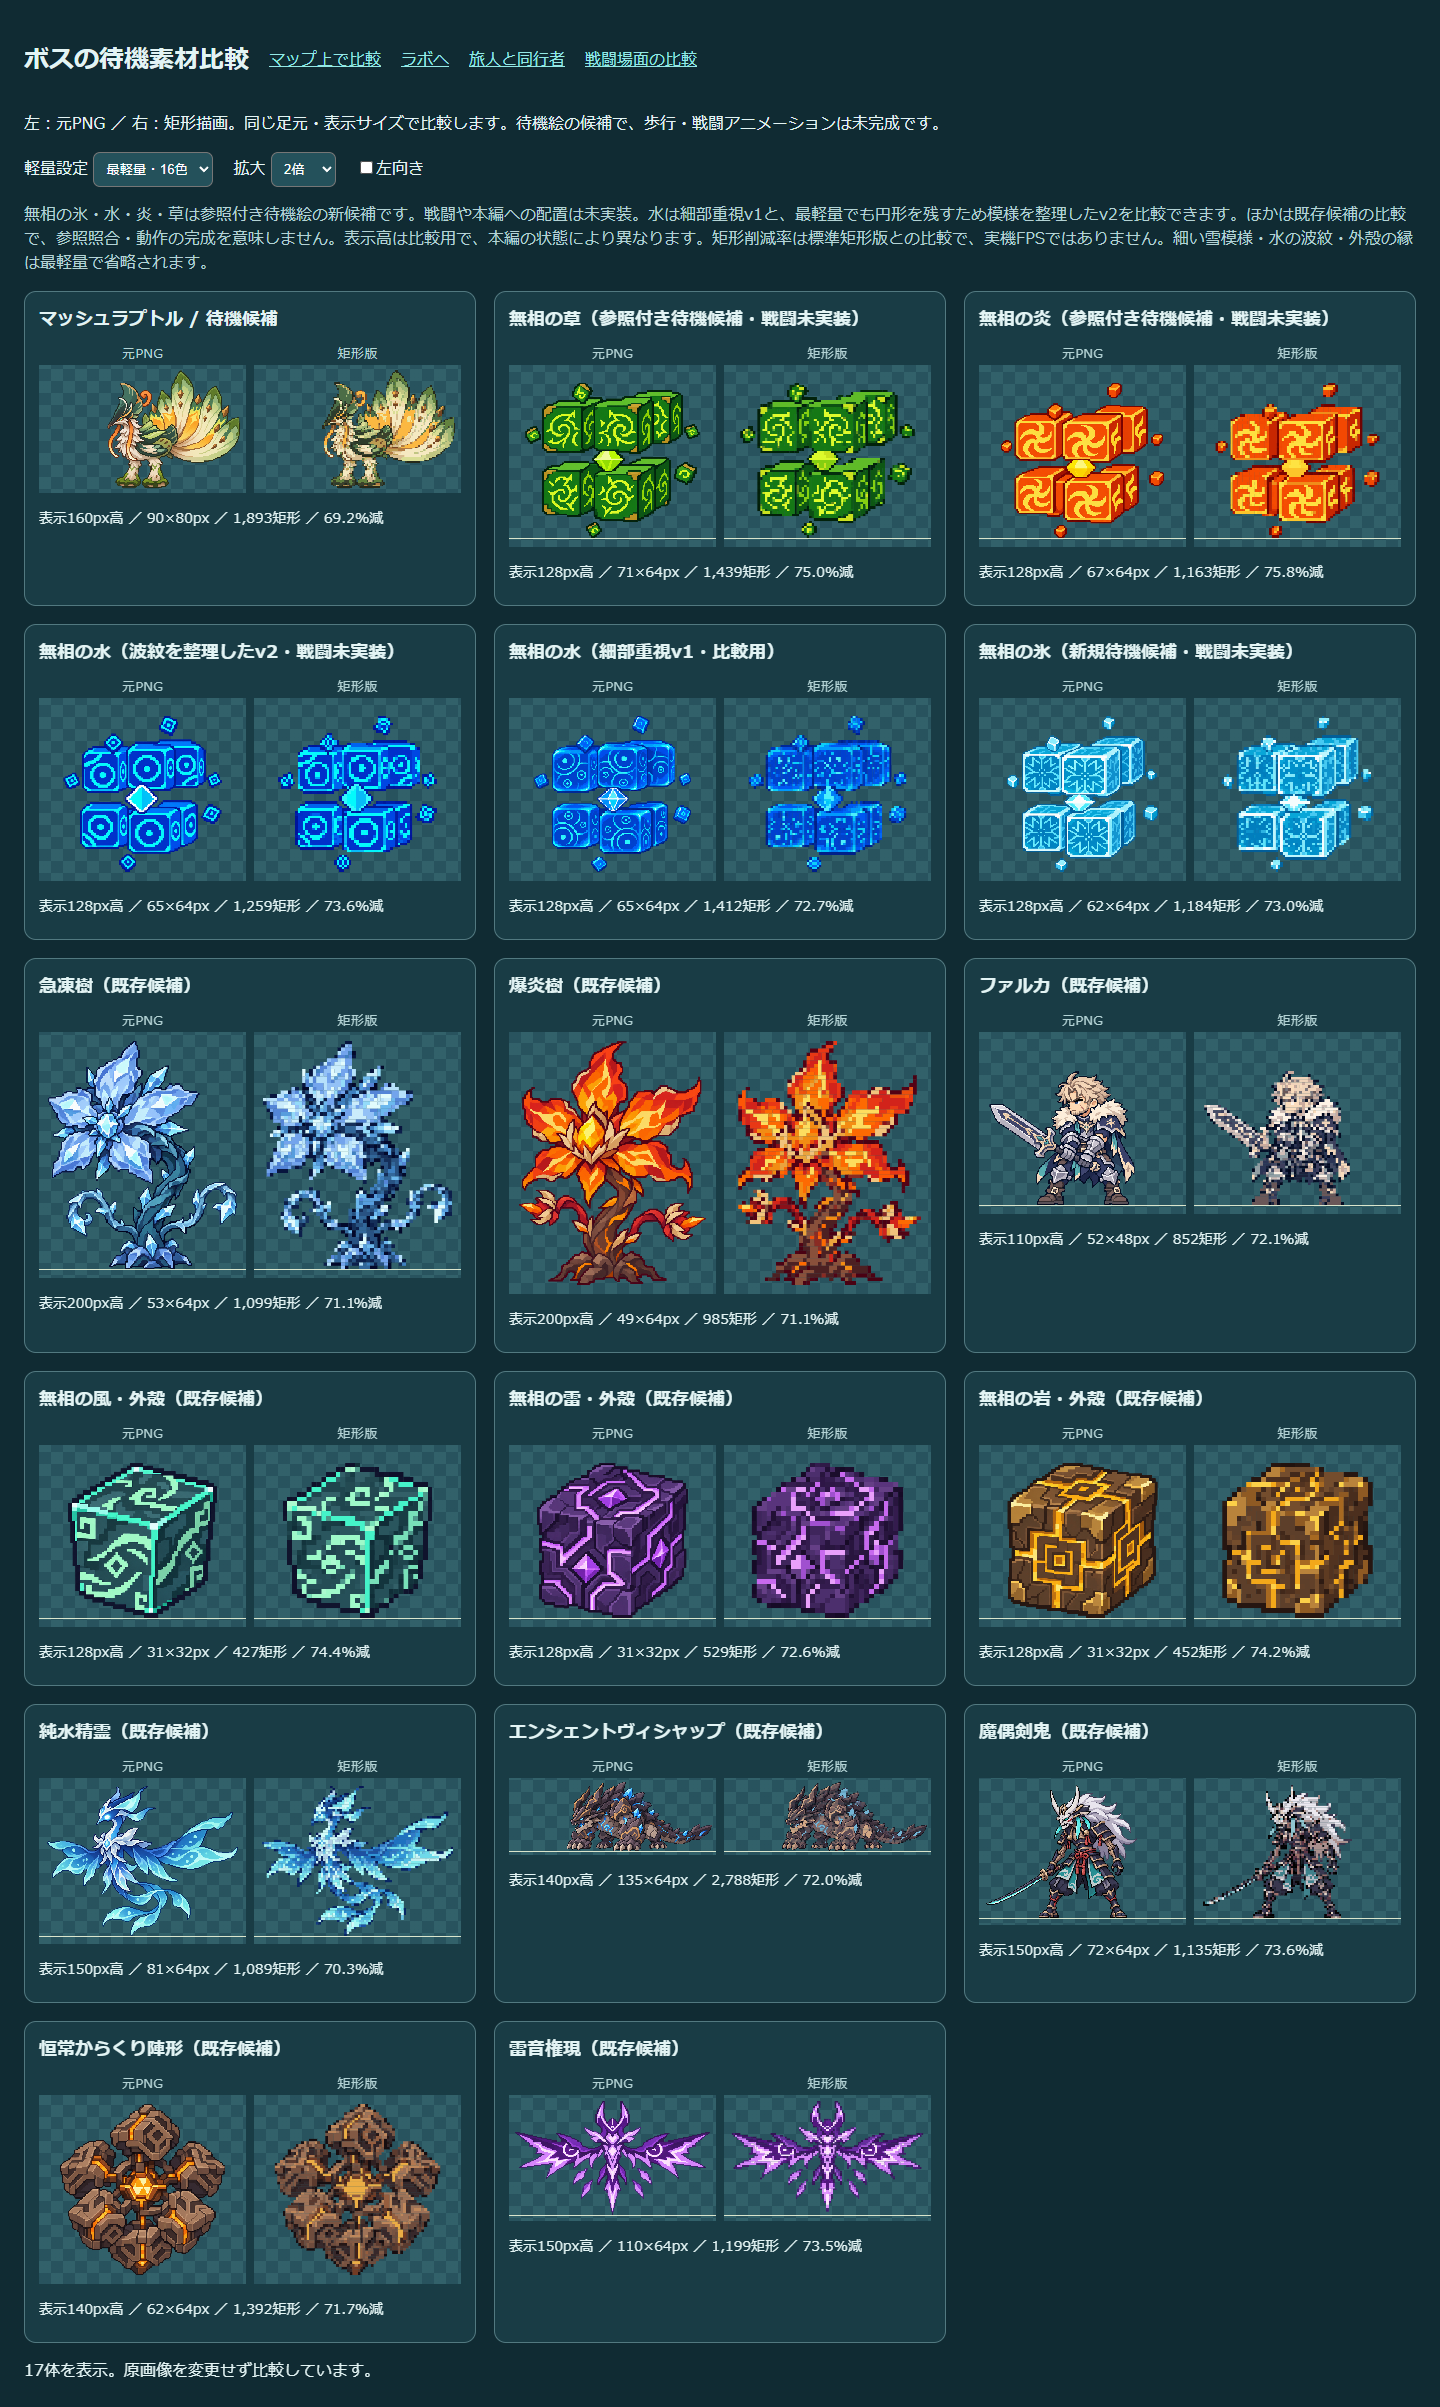 ボスの待機素材比較 マップ上で比較 ラボへ 旅人と同行者 戦闘場面の比較
左：元PNG ／ 右：矩形描画。同じ足元・表示サイズで比較します。待機絵の候補で、歩行・戦闘アニメーションは未完成です。
軽量設定 最軽量・16色 拡大 2倍 左向き
無相の氷・水・炎・草は参照付き待機絵の新候補です。戦闘や本編への配置は未実装。水は細部重視v1と、最軽量でも円形を残すため模様を整理したv2を比較できます。ほかは既存候補の比較
で、参照照合・動作の完成を意味しません。表示高は比較用で、本編の状態により異なります。矩形削減率は標準矩形版との比較で、実機FPSではありません。細い雪模様・水の波紋・外殻の縁
は最軽量で省略されます。
マッシュラプトル / 待機候補
元PNG 矩形版
表示160px高 ／ 90×80px ／ 1,893矩形 ／ 69.2%減
無相の草（参照付き待機候補・戦闘未実装）
元PNG 矩形版
表示128px高 ／ 71×64px ／ 1,439矩形 ／ 75.0%減
無相の炎（参照付き待機候補・戦闘未実装）
元PNG 矩形版
表示128px高 ／ 67×64px ／ 1,163矩形 ／ 75.8%減
無相の水（波紋を整理したv2・戦闘未実装）
元PNG 矩形版
表示128px高 ／ 65×64px ／ 1,259矩形 ／ 73.6%減
無相の水（細部重視v1・比較用）
元PNG 矩形版
表示128px高 ／ 65×64px ／ 1,412矩形 ／ 72.7%減
無相の氷（新規待機候補・戦闘未実装）
元PNG 矩形版
表示128px高 ／ 62×64px ／ 1,184矩形 ／ 73.0%減
急凍樹（既存候補）
元PNG 矩形版
表示200px高 ／ 53×64px ／ 1,099矩形 ／ 71.1%減
爆炎樹（既存候補）
元PNG 矩形版
表示200px高 ／ 49×64px ／ 985矩形 ／ 71.1%減
ファルカ（既存候補）
元PNG 矩形版
表示110px高 ／ 52×48px ／ 852矩形 ／ 72.1%減
無相の風・外殻（既存候補）
元PNG 矩形版
表示128px高 ／ 31×32px ／ 427矩形 ／ 74.4%減
無相の雷・外殻（既存候補）
元PNG 矩形版
表示128px高 ／ 31×32px ／ 529矩形 ／ 72.6%減
無相の岩・外殻（既存候補）
元PNG 矩形版
表示128px高 ／ 31×32px ／ 452矩形 ／ 74.2%減
純水精霊（既存候補）
元PNG 矩形版
表示150px高 ／ 81×64px ／ 1,089矩形 ／ 70.3%減
エンシェントヴィシャップ（既存候補）
元PNG 矩形版
表示140px高 ／ 135×64px ／ 2,788矩形 ／ 72.0%減
魔偶剣鬼（既存候補）
元PNG 矩形版
表示150px高 ／ 72×64px ／ 1,135矩形 ／ 73.6%減
恒常からくり陣形（既存候補）
元PNG 矩形版
表示140px高 ／ 62×64px ／ 1,392矩形 ／ 71.7%減
雷音権現（既存候補）
元PNG 矩形版
表示150px高 ／ 110×64px ／ 1,199矩形 ／ 73.5%減
17体を表示。原画像を変更せず比較しています。